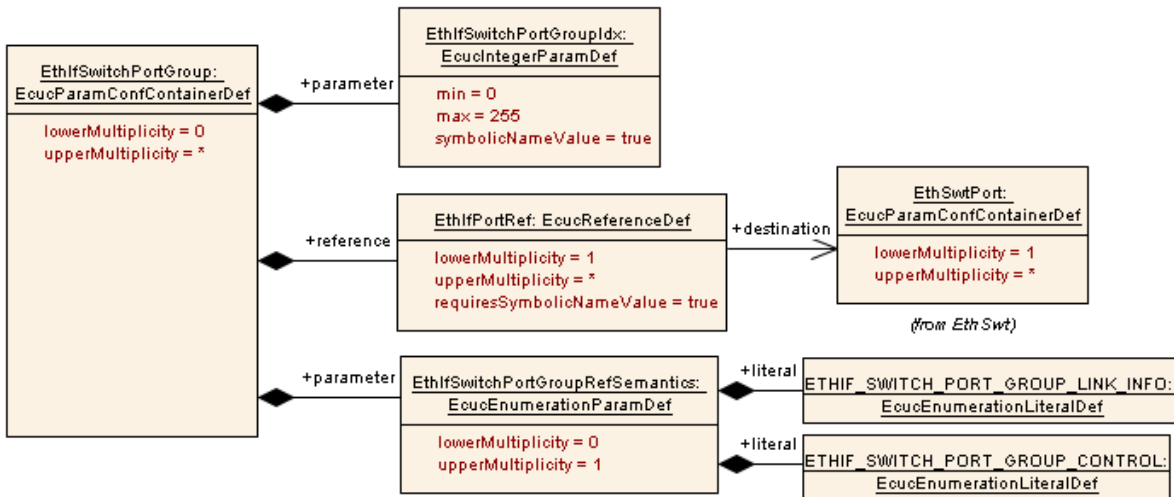 EthIfSwitchPortGroup:
EcucParamConfContainerDef
lowerMultiplicity = 0
upperMultiplicity = *
+parameter
EthIfSwitchPortGroupIdx:
EcucIntegerParamDef
min = 0
max = 255
symbolicNameValue = true
+reference
EthIfPortRef: EcucReferenceDef
lowerMultiplicity = 1
upperMultiplicity = *
requiresSymbolicNameValue = true
+destination
EthSwtPort:
EcucParamConfContainerDef
lowerMultiplicity = 1
upperMultiplicity = *
(from EthSwt)
+parameter
EthIfSwitchPortGroupRefSemantics:
EcucEnumerationParamDef
lowerMultiplicity = 0
upperMultiplicity = 1
+literal
ETHIF_SWITCH_PORT_GROUP_LINK_INFO:
EcucEnumerationLiteralDef
+literal
ETHIF_SWITCH_PORT_GROUP_CONTROL:
EcucEnumerationLiteralDef